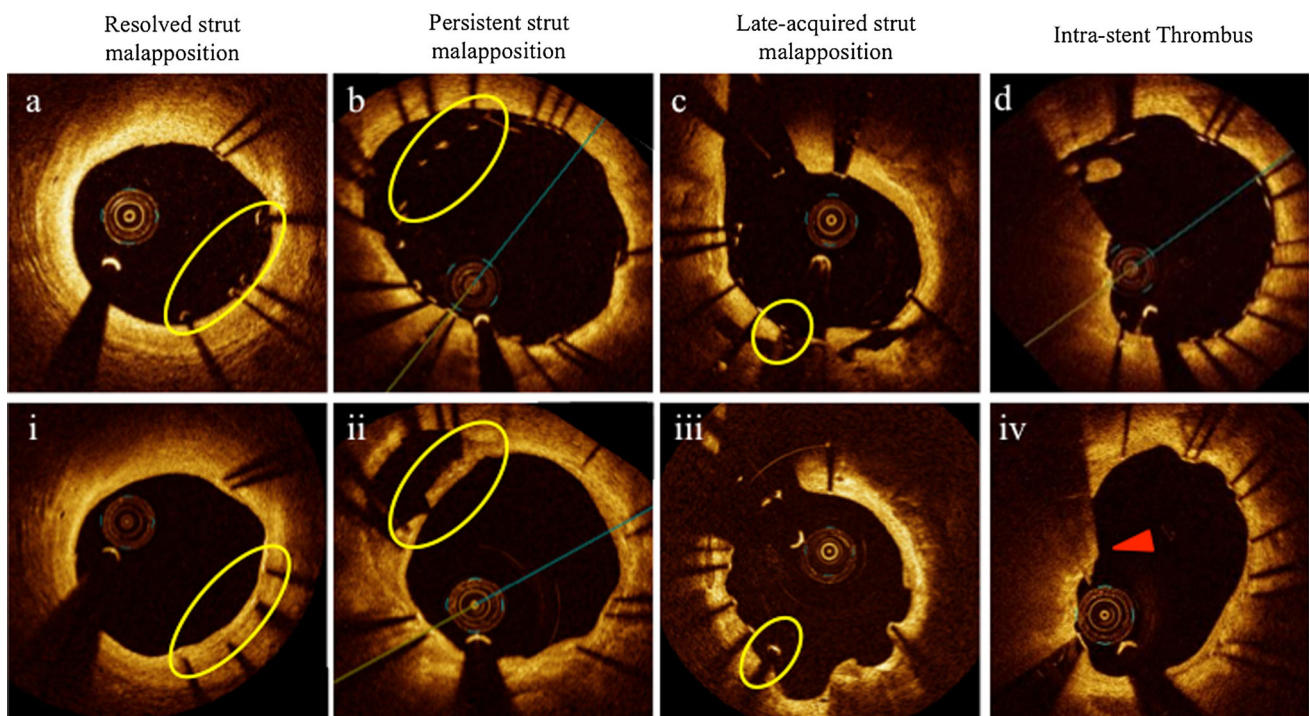 Resolved strut
malapposition
Persistent strut
malapposition
Late-acquired strut
malapposition
Intra-stent Thrombus
a
b
c
d
i
ii
iii
iv